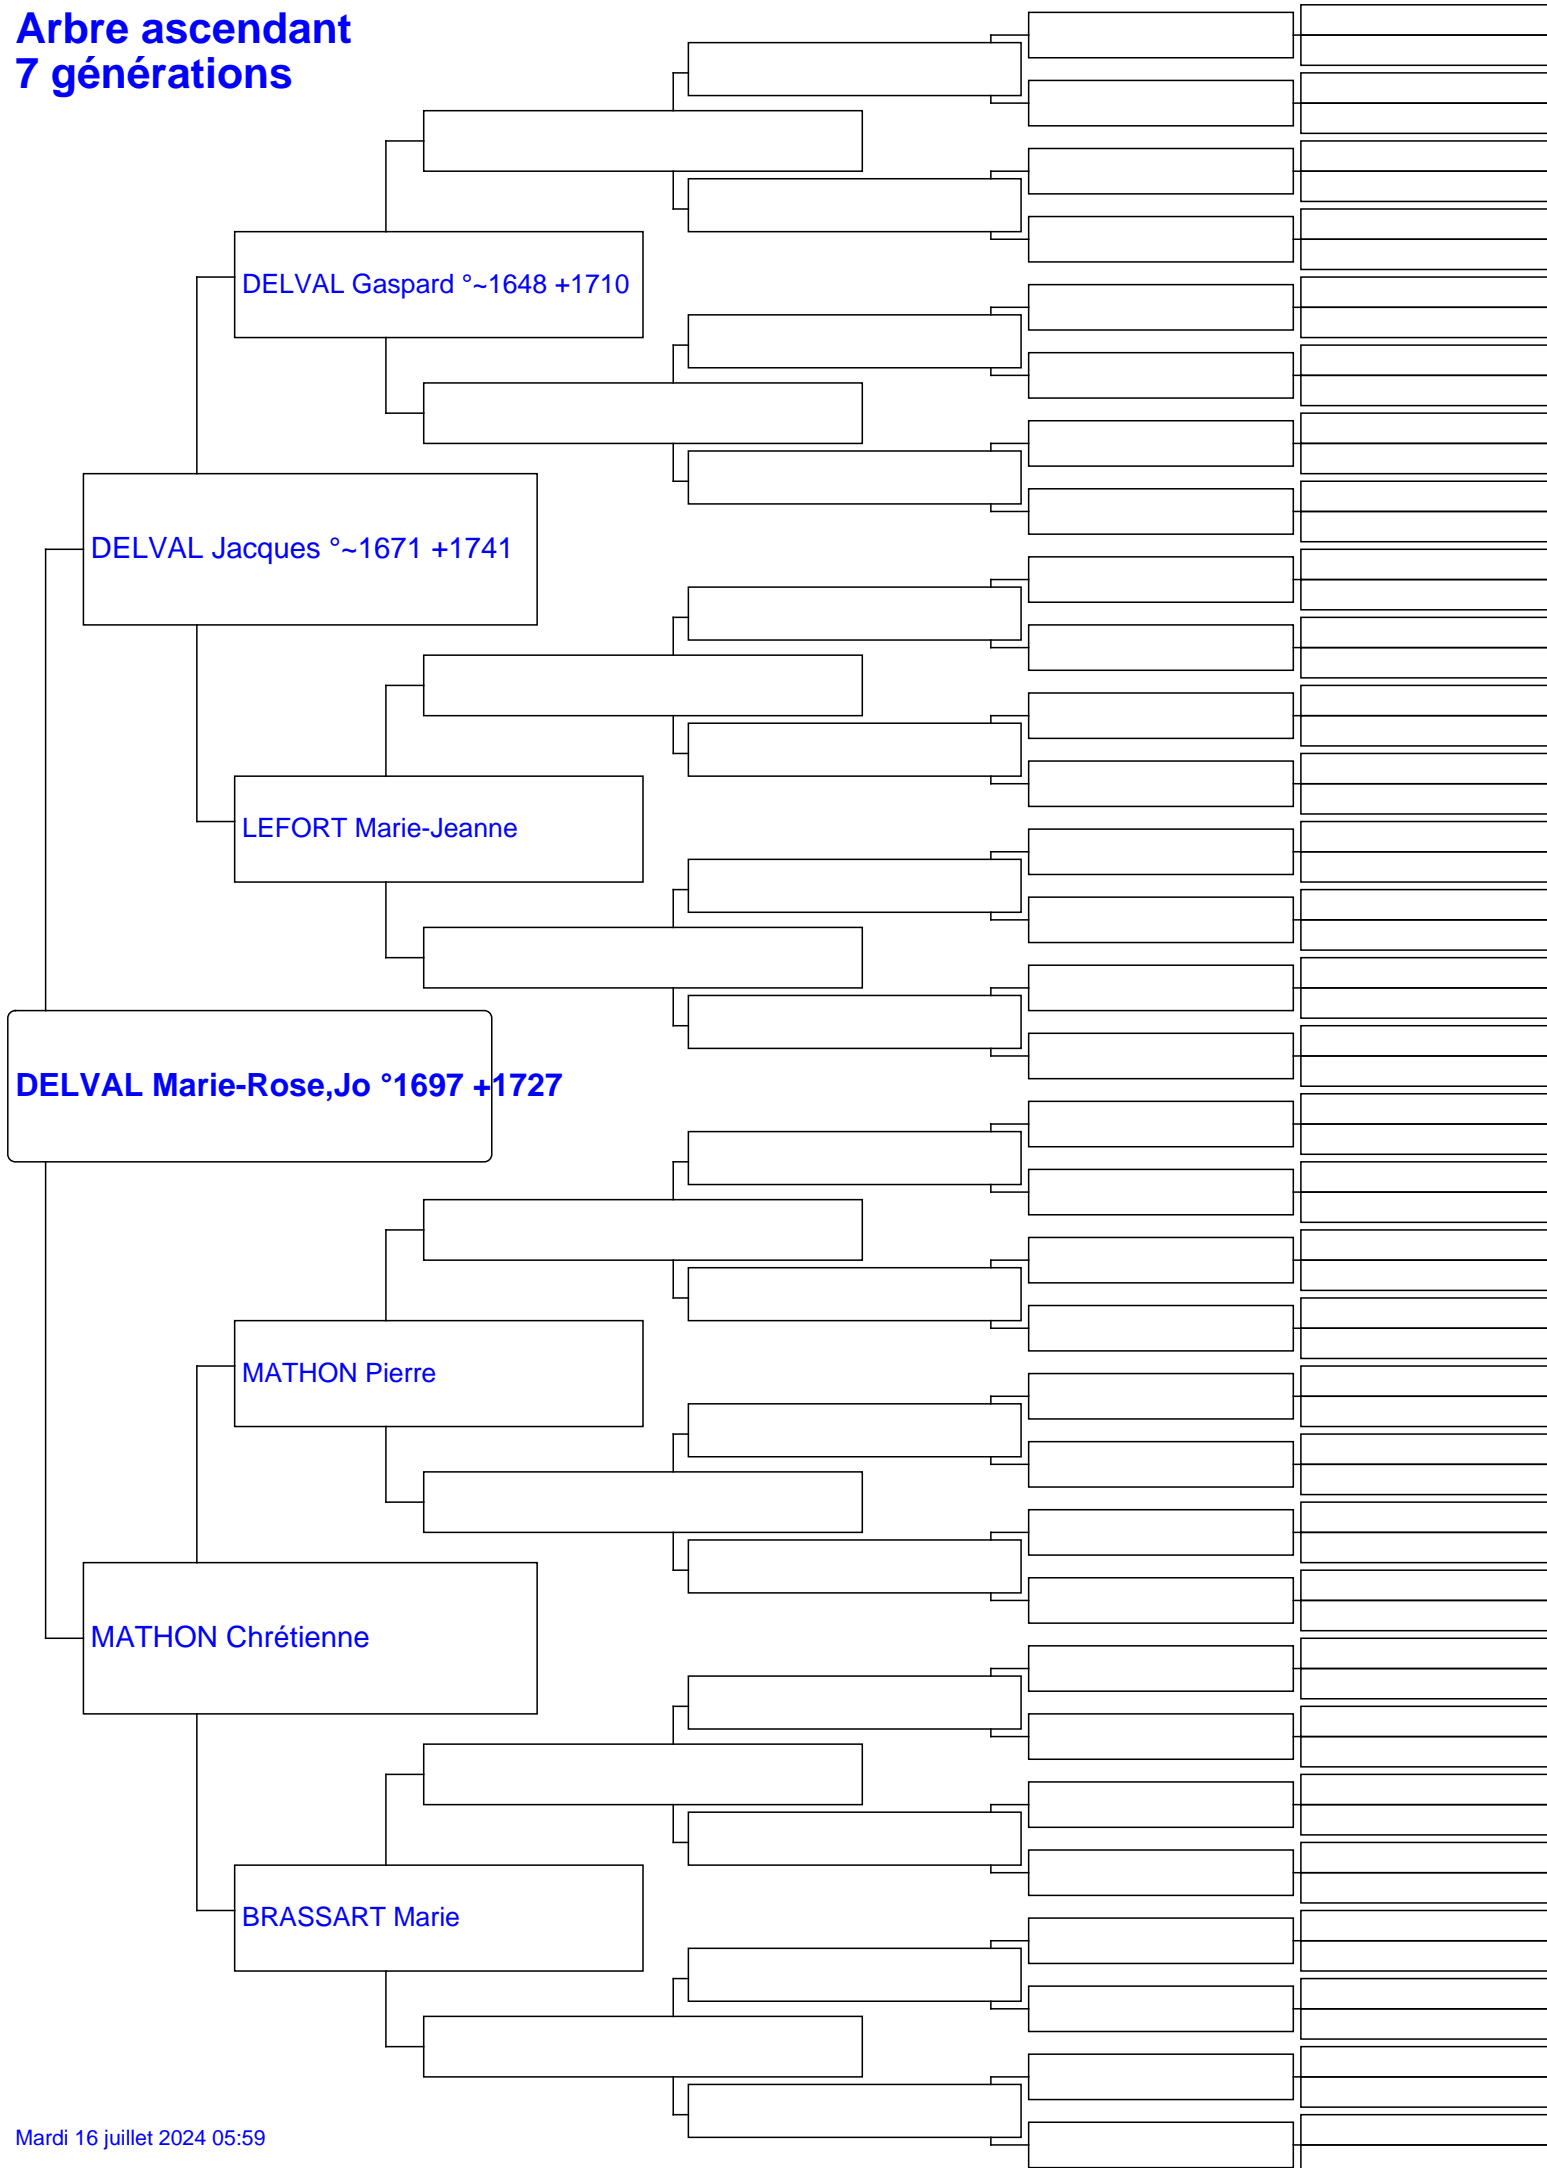 Arbre ascendant
7 générations
DELVAL Gaspard °~1648 +1710
DELVAL Jacques °~1671 +1741
LEFORT Marie-Jeanne
DELVAL Marie-Rose,Jo °1697 +1727
MATHON Pierre
MATHON Chrétienne
BRASSART Marie
Mardi 16 juillet 2024 05:59